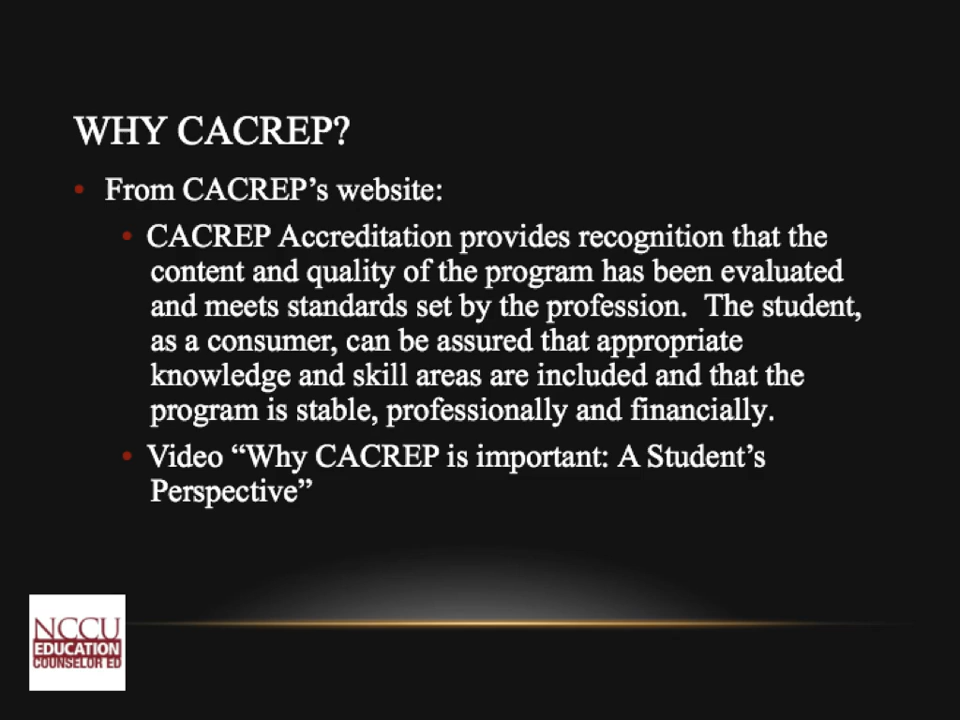 WHY CACREP?
• From CACREP’s website:
• CACREP Accreditation provides recognition that the
content and quality of the program has been evaluated
and meets standards set by the profession.  The student,
as a consumer, can be assured that appropriate
knowledge and skill areas are included and that the
program is stable, professionally and financially.
• Video “Why CACREP is important: A Student’s
Perspective”
NCCU
EDUCATION
COUNSELOR ED